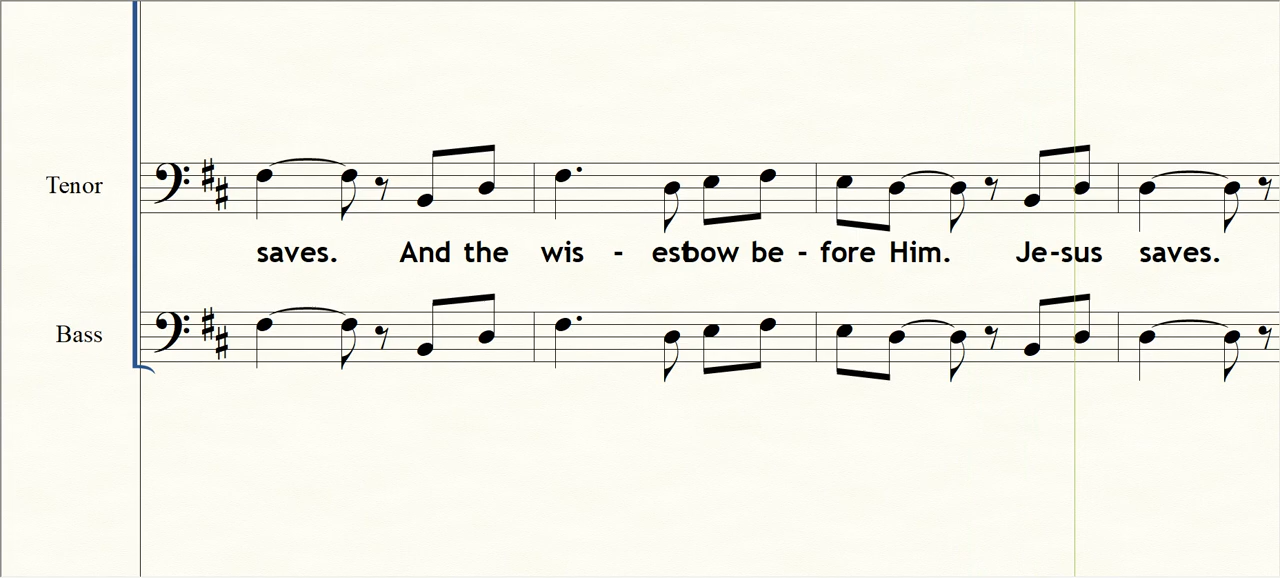 Tenor
saves. And the wis - est bow be - fore Him. Je-sus saves.
Bass